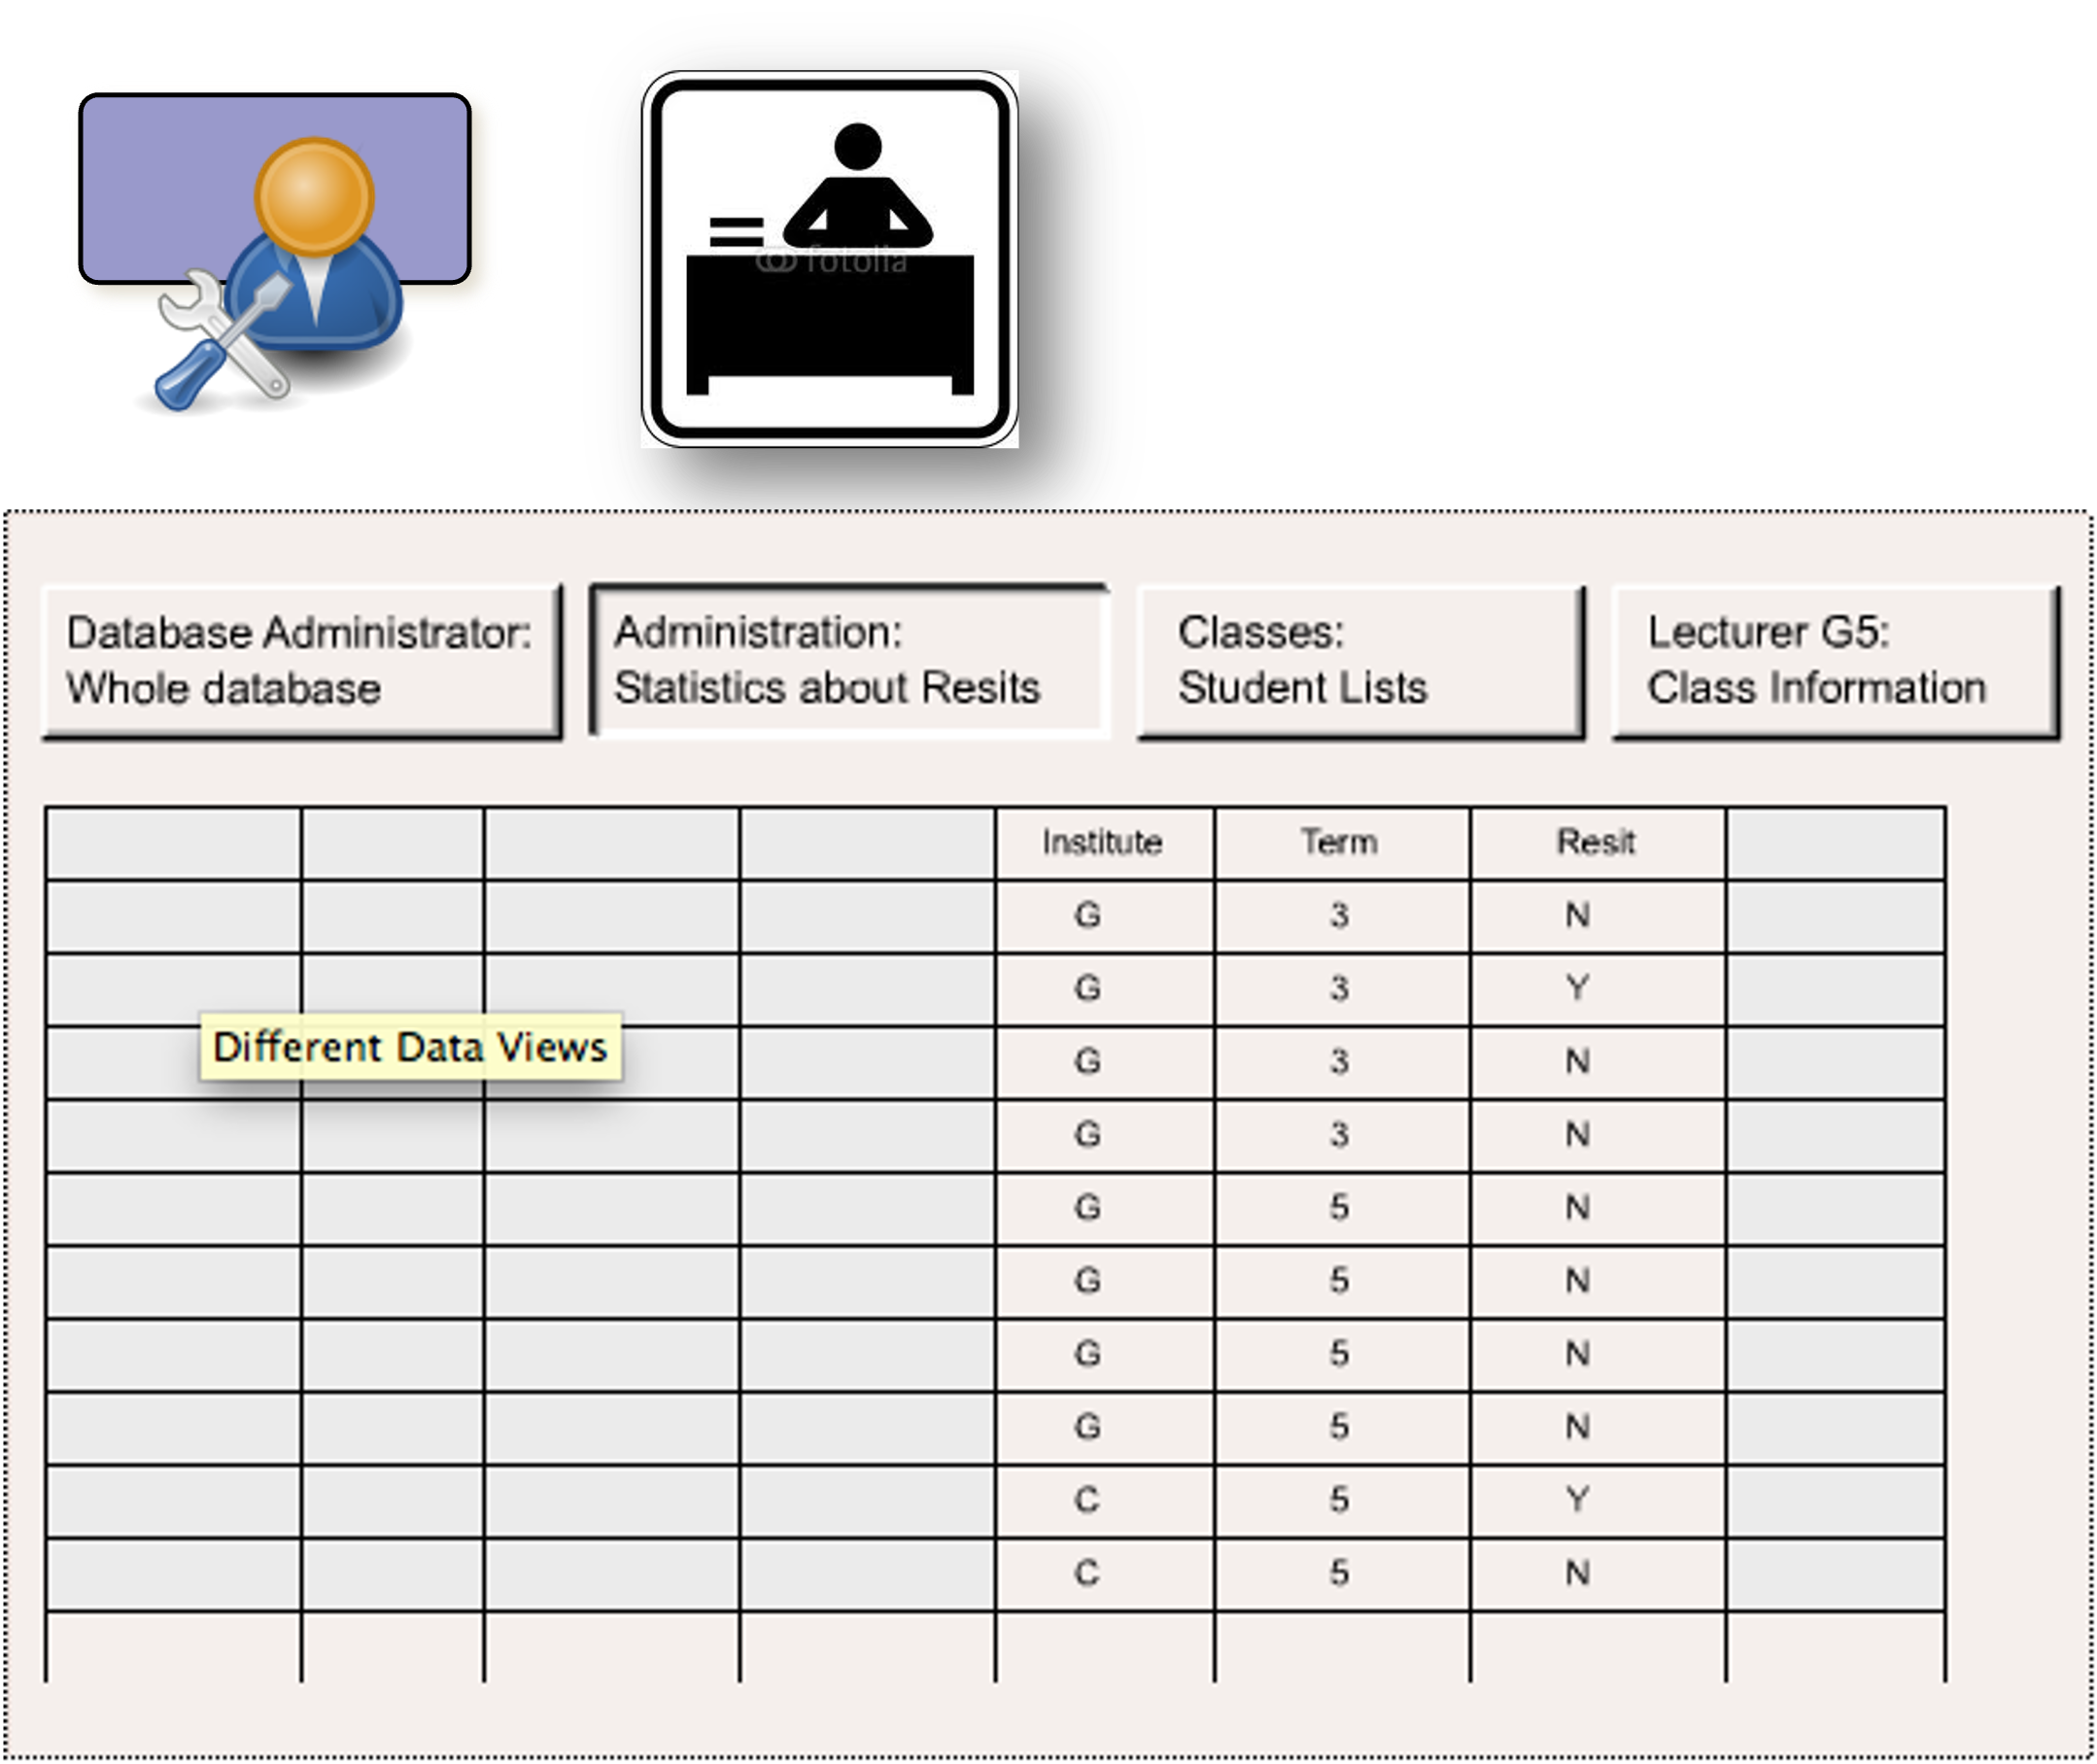 fotolia
Database Administrator:
Whole database
Administration:
Statistics about Resits
Classes:
Student Lists
Lecturer G5:
Class Information
Institute Term Resit
G 3 N
G 3 Y
Different Data Views
G 3 N
G 3 N
G 5 N
G 5 N
G 5 N
G 5 N
C 5 Y
C 5 N